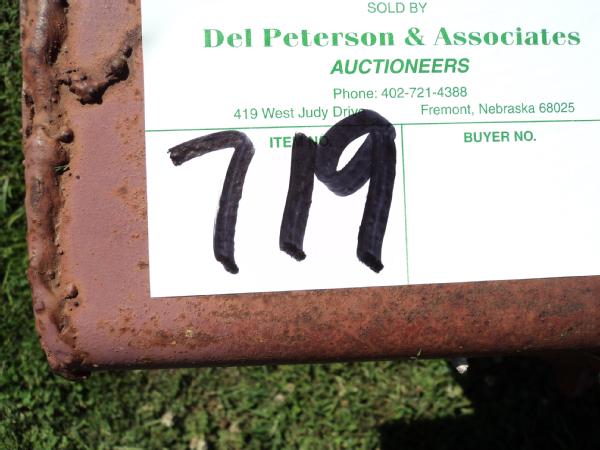 SOLD BY
Del Peterson & Associates
AUCTIONEERS
Phone: 402-721-4388
419 West Judy Drive Fremont, Nebraska 68025
ITEM NO. BUYER NO.
719